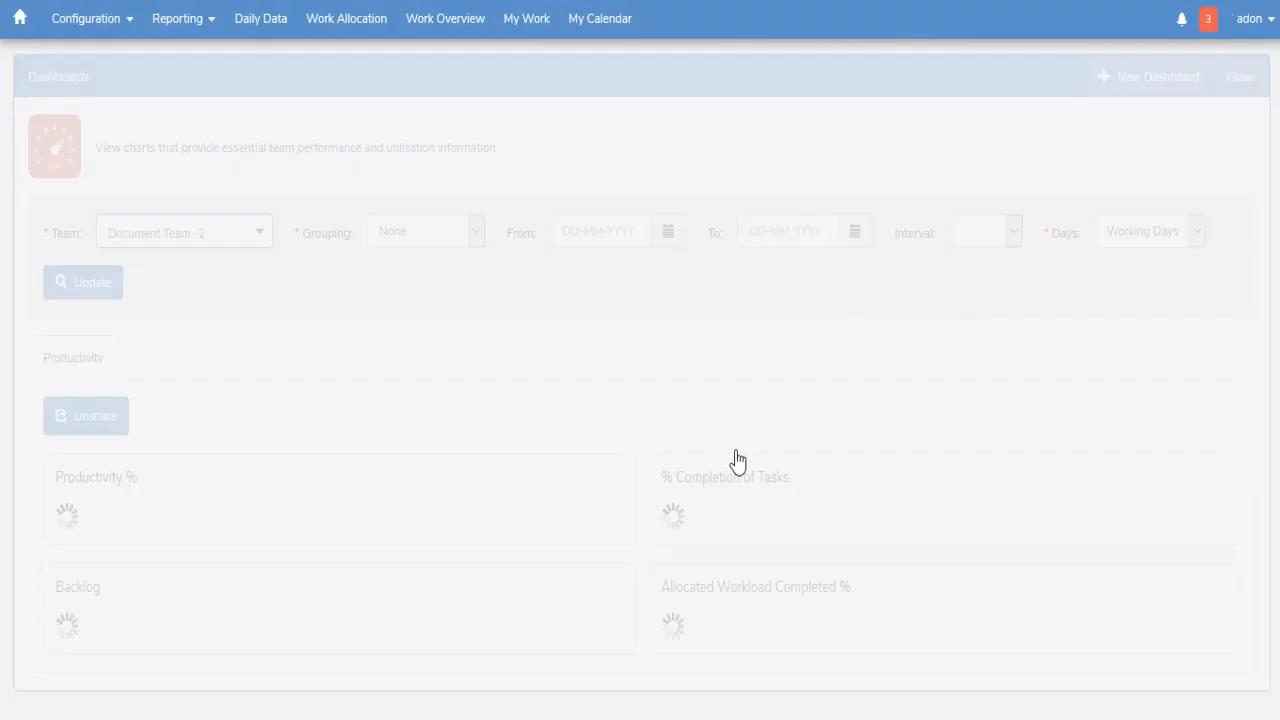 Configuration Reporting Daily Data Work Allocation Work Overview My Work My Calendar 3 adon
Dashboards New Dashboard Close
View charts that provide essential team performance and utilisation information.
* Team: Document Team -2 * Grouping: None From: DD-MM-YYYY To: DD-MM-YYYY Interval: * Days: Working Days
Update
Productivity
Unshare
Productivity % % Completion of Tasks
Backlog Allocated Workload Completed %